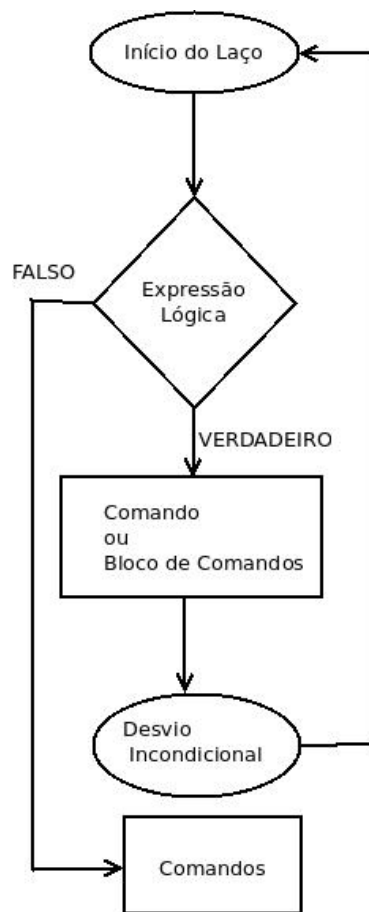 Início do Laço
FALSO
Expressão
Lógica
VERDADEIRO
Comando
ou
Bloco de Comandos
Desvio
Incondicional
Comandos